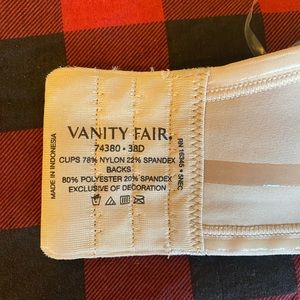 VANITY FAIR.
74380 • 38D
CUPS 78% NYLON 22% SPANDEX
BACKS
80% POLYESTER 20% SPANDEX
EXCLUSIVE OF DECORATION
MADE IN INDONESIA